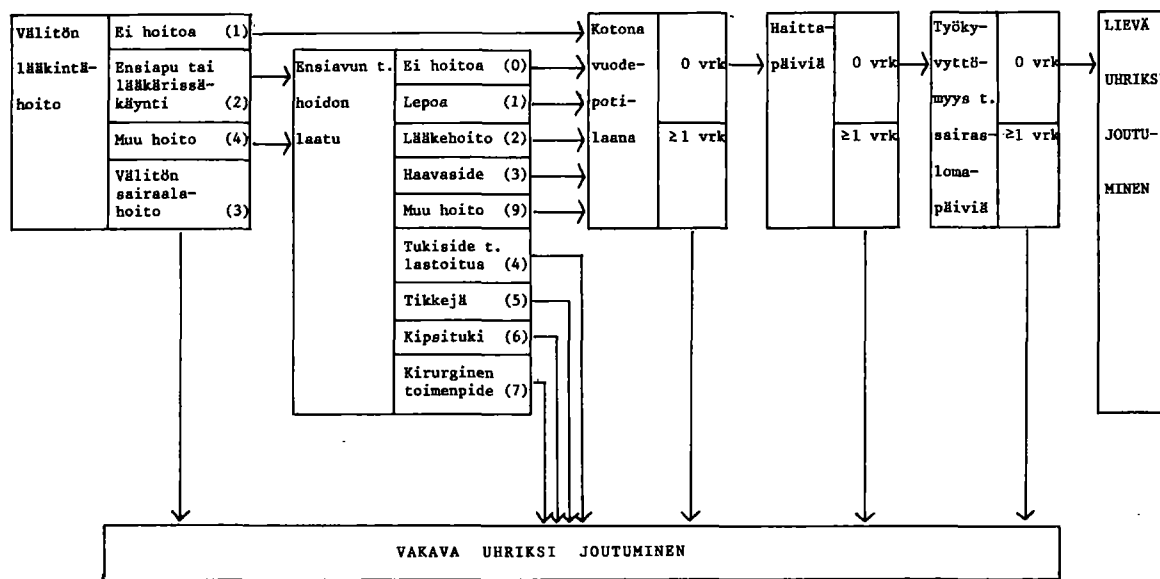 Välitön
lääkintä-
hoito
Ei hoitoa (1)
Ensiapu tai
lääkärissä-
käynti (2)
Muu hoito (4)
Välitön
sairaala-
hoito (3)
Ensiavun t.
hoidon
laatu
Ei hoitoa (0)
Lepoa (1)
Lääkehoito (2)
Haavaside (3)
Muu hoito (9)
Tukiside t.
lastoitus (4)
Tikkejä (5)
Kipsituki (6)
Kirurginen
toimenpide (7)
Kotona
vuode-
poti-
laana
0 vrk
≥1 vrk
Haitta-
päiviä
0 vrk
≥1 vrk
Työky-
vyttö-
myys t.
sairas-
loma-
päiviä
0 vrk
≥1 vrk
LIEVÄ
UHRIKSI
JOUTU-
MINEN
VAKAVA UHRIKSI JOUTUMINEN